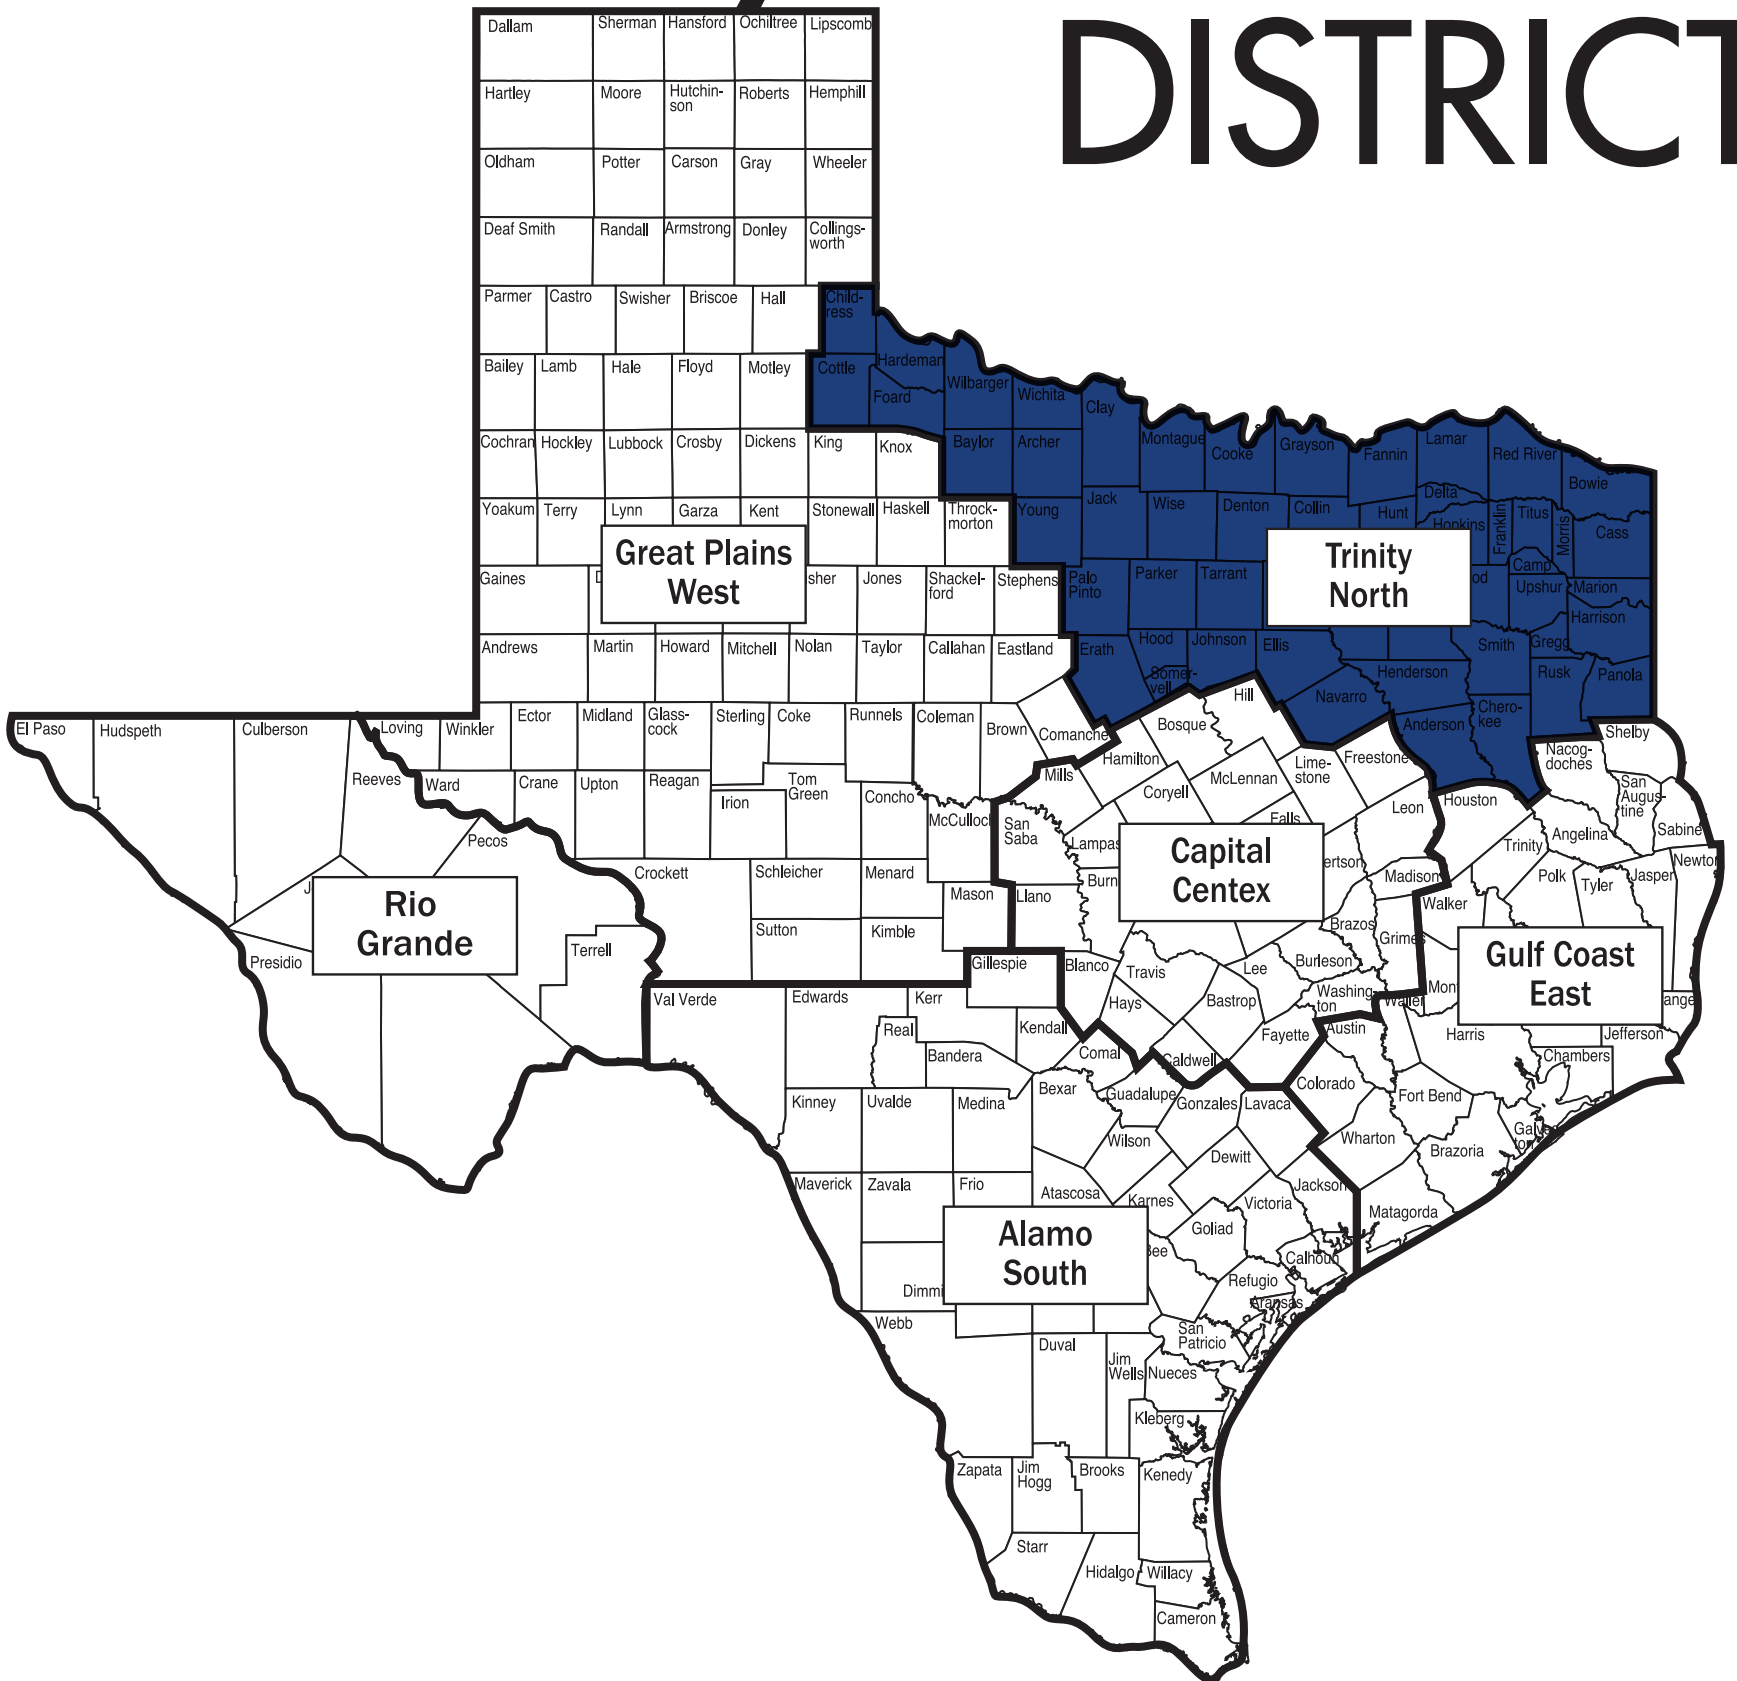 DISTRICT
Dallam
Sherman
Hansford
Ochiltree
Lipscomb
Hartley
Moore
Hutchin-
son
Roberts
Hemphill
Oldham
Potter
Carson
Gray
Wheeler
Deaf Smith
Randall
Armstrong
Donley
Collings-
worth
Parmer
Castro
Swisher
Briscoe
Hall
Child-
ress
Bailey
Lamb
Hale
Floyd
Motley
Cottle
Hardeman
Foard
Wilbarger
Wichita
Clay
Cochran
Hockley
Lubbock
Crosby
Dickens
King
Knox
Baylor
Archer
Montague
Cooke
Grayson
Fannin
Lamar
Red River
Bowie
Yoakum
Terry
Lynn
Garza
Kent
Stonewall
Haskell
Throck-
morton
Young
Jack
Wise
Denton
Collin
Hunt
Delta
Hopkins
Franklin
Titus
Morris
Cass
Great Plains
West
Trinity
North
Gaines
D
sher
Jones
Shackel-
ford
Stephens
Palo
Pinto
Parker
Tarrant
od
Camp
Upshur
Marion
Harrison
Andrews
Martin
Howard
Mitchell
Nolan
Taylor
Callahan
Eastland
Erath
Hood
Somer-
vell
Johnson
Ellis
Henderson
Smith
Gregg
Rusk
Panola
Navarro
Anderson
Chero-
kee
El Paso
Hudspeth
Culberson
Reeves
Loving
Winkler
Ector
Midland
Glass-
cock
Sterling
Coke
Runnels
Coleman
Brown
Comanche
Hamilton
Bosque
Hill
Freestone
Nacog-
doches
Shelby
Ward
Crane
Upton
Reagan
Irion
Tom
Green
Concho
McCulloch
Mills
Coryell
McLennan
Lime-
stone
Falls
Leon
Houston
San
Augus-
tine
Sabine
Pecos
San
Saba
Lampas
Capital
Centex
ertson
Madison
Trinity
Angelina
Polk
Tyler
Jasper
Newton
Crockett
Schleicher
Menard
Mason
Llano
Burn
J
Rio
Grande
Terrell
Presidio
Sutton
Kimble
Gillespie
Blanco
Travis
Lee
Burleson
Brazos
Grimes
Walker
Gulf Coast
East
Mon
ange
Val Verde
Edwards
Kerr
Real
Kendall
Bandera
Hays
Bastrop
Washing-
ton
Waller
Austin
Fayette
Harris
Jefferson
Chambers
Comal
Caldwell
Kinney
Uvalde
Medina
Bexar
Guadalupe
Gonzales
Lavaca
Colorado
Fort Bend
Galves-
ton
Wilson
Wharton
Brazoria
Maverick
Zavala
Frio
Atascosa
Karnes
Dewitt
Victoria
Jackson
Matagorda
Alamo
South
Goliad
Bee
Calhoun
Refugio
Aransas
Dimmi
Webb
Duval
Jim
Wells
San
Patricio
Nueces
Kleberg
Zapata
Jim
Hogg
Brooks
Kenedy
Starr
Hidalgo
Willacy
Cameron